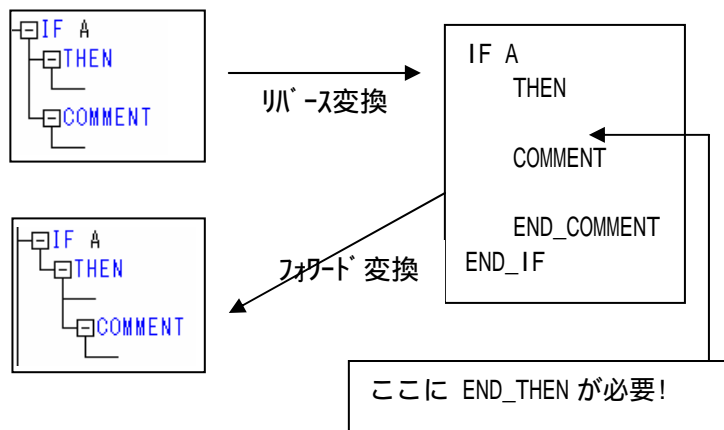 IF A
THEN
COMMENT
ﾘﾊﾞｰｽ変換
IF A
THEN
COMMENT
END_COMMENT
END_IF
IF A
THEN
COMMENT
ﾌｫﾜｰﾄﾞ変換
ここに END_THEN が必要!